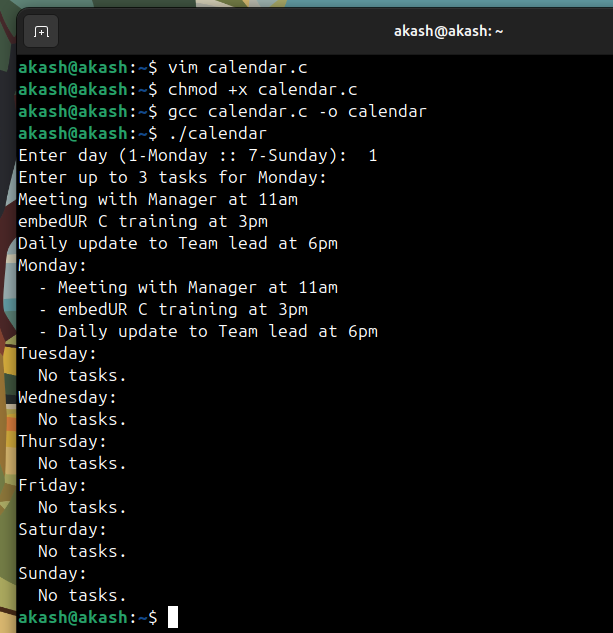 akash@akash: ~
akash@akash:~$ vim calendar.c
akash@akash:~$ chmod +x calendar.c
akash@akash:~$ gcc calendar.c -o calendar
akash@akash:~$ ./calendar
Enter day (1-Monday :: 7-Sunday):  1
Enter up to 3 tasks for Monday:
Meeting with Manager at 11am
embedUR C training at 3pm
Daily update to Team lead at 6pm
Monday:
  - Meeting with Manager at 11am
  - embedUR C training at 3pm
  - Daily update to Team lead at 6pm
Tuesday:
  No tasks.
Wednesday:
  No tasks.
Thursday:
  No tasks.
Friday:
  No tasks.
Saturday:
  No tasks.
Sunday:
  No tasks.
akash@akash:~$